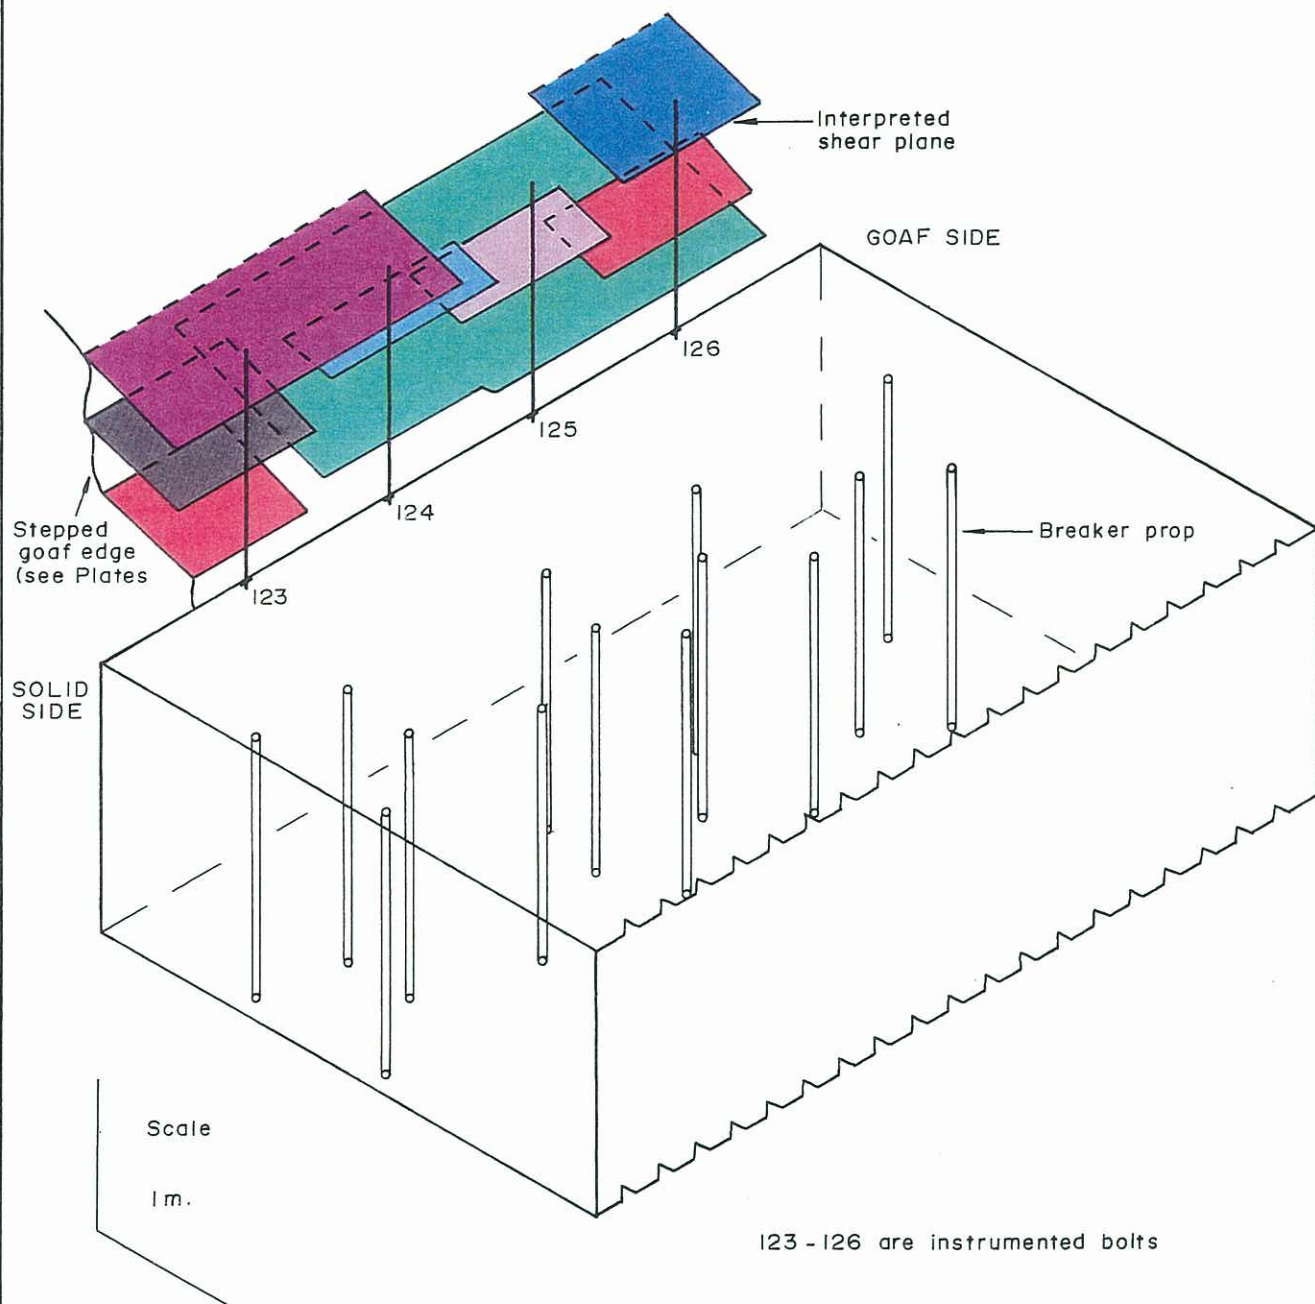 Interpreted
shear plane
GOAF SIDE
126
125
124
123
Stepped
goaf edge
(see Plates
Breaker prop
SOLID
SIDE
Scale
1m.
123-126 are instrumented bolts